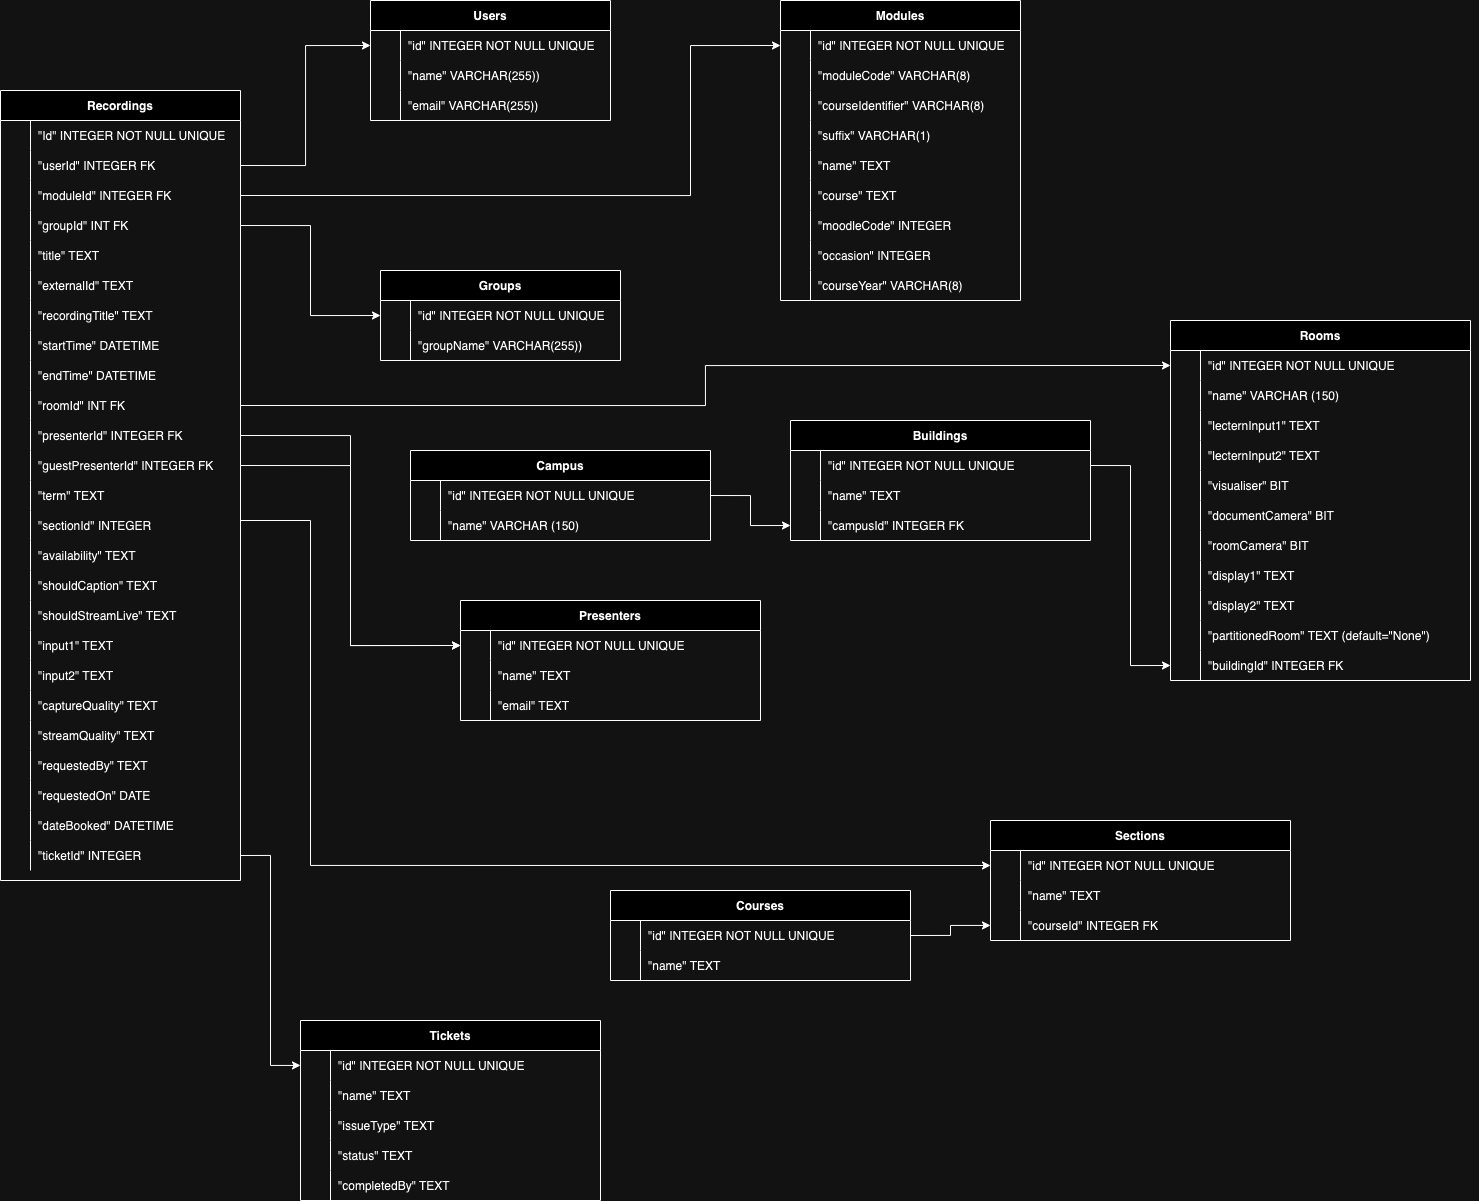 Users
"id" INTEGER NOT NULL UNIQUE
"name" VARCHAR(255))
"email" VARCHAR(255))
Modules
"id" INTEGER NOT NULL UNIQUE
"moduleCode" VARCHAR(8)
"courseIdentifier" VARCHAR(8)
"suffix" VARCHAR(1)
"name" TEXT
"course" TEXT
"moodleCode" INTEGER
"occasion" INTEGER
"courseYear" VARCHAR(8)
Recordings
"Id" INTEGER NOT NULL UNIQUE
"userId" INTEGER FK
"moduleId" INTEGER FK
"groupId" INT FK
"title" TEXT
"externalId" TEXT
"recordingTitle" TEXT
"startTime" DATETIME
"endTime" DATETIME
"roomId" INT FK
"presenterId" INTEGER FK
"guestPresenterId" INTEGER FK
"term" TEXT
"sectionId" INTEGER
"availability" TEXT
"shouldCaption" TEXT
"shouldStreamLive" TEXT
"input1" TEXT
"input2" TEXT
"captureQuality" TEXT
"streamQuality" TEXT
"requestedBy" TEXT
"requestedOn" DATE
"dateBooked" DATETIME
"ticketId" INTEGER
Groups
"id" INTEGER NOT NULL UNIQUE
"groupName" VARCHAR(255))
Rooms
"id" INTEGER NOT NULL UNIQUE
"name" VARCHAR (150)
"lecternInput1" TEXT
"lecternInput2" TEXT
"visualiser" BIT
"documentCamera" BIT
"roomCamera" BIT
"display1" TEXT
"display2" TEXT
"partitionedRoom" TEXT (default="None")
"buildingId" INTEGER FK
Buildings
"id" INTEGER NOT NULL UNIQUE
"name" TEXT
"campusId" INTEGER FK
Campus
"id" INTEGER NOT NULL UNIQUE
"name" VARCHAR (150)
Presenters
"id" INTEGER NOT NULL UNIQUE
"name" TEXT
"email" TEXT
Sections
"id" INTEGER NOT NULL UNIQUE
"name" TEXT
"courseId" INTEGER FK
Courses
"id" INTEGER NOT NULL UNIQUE
"name" TEXT
Tickets
"id" INTEGER NOT NULL UNIQUE
"name" TEXT
"issueType" TEXT
"status" TEXT
"completedBy" TEXT